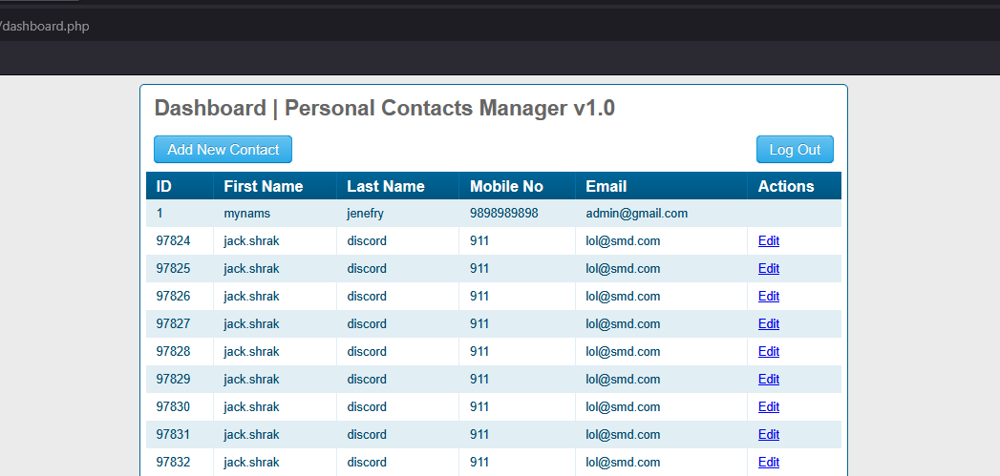 /dashboard.php
Dashboard | Personal Contacts Manager v1.0
Add New Contact Log Out
ID First Name Last Name Mobile No Email Actions
1 mynams jenefry 9898989898 admin@gmail.com
97824 jack.shrak discord 911 lol@smd.com Edit
97825 jack.shrak discord 911 lol@smd.com Edit
97826 jack.shrak discord 911 lol@smd.com Edit
97827 jack.shrak discord 911 lol@smd.com Edit
97828 jack.shrak discord 911 lol@smd.com Edit
97829 jack.shrak discord 911 lol@smd.com Edit
97830 jack.shrak discord 911 lol@smd.com Edit
97831 jack.shrak discord 911 lol@smd.com Edit
97832 jack.shrak discord 911 lol@smd.com Edit